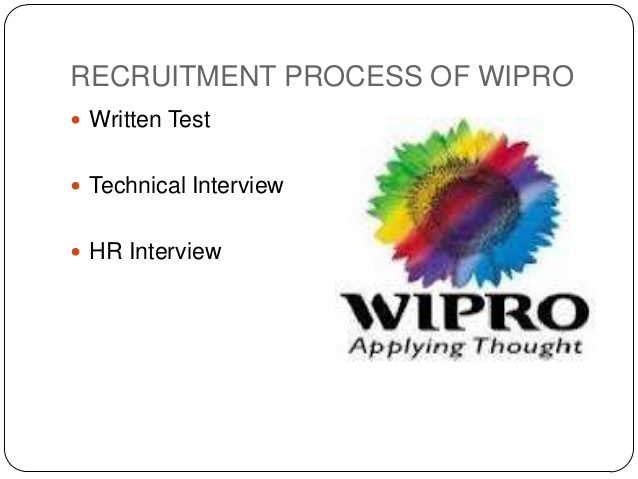 RECRUITMENT PROCESS OF WIPRO
Written Test
Technical Interview
HR Interview
WIPRO
Applying Thought